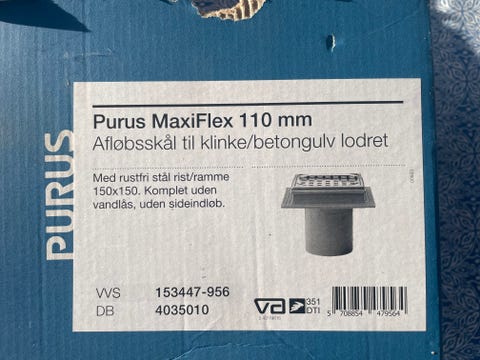 PURUS
Purus MaxiFlex 110 mm
Afløbsskål til klinke/betongulv lodret
Med rustfri stål rist/ramme
150x150. Komplet uden
vandlås, uden sideindløb.
VVS 153447-956
DB 4035010
va
351
DTI
5 708854 479564